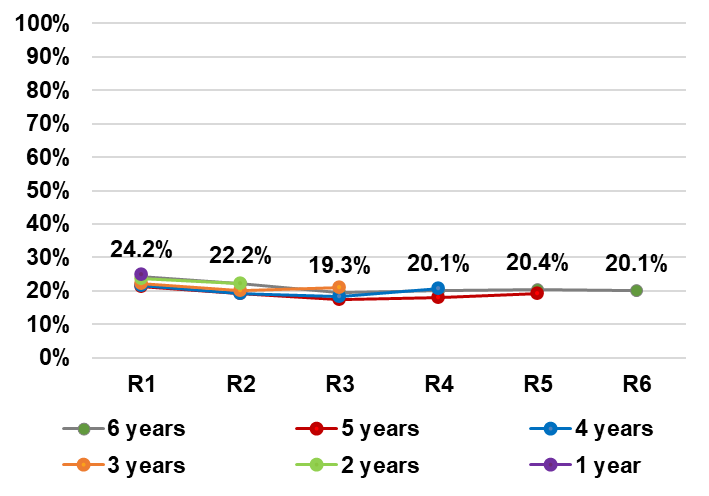 100%
90%
80%
70%
60%
50%
40%
30%
20%
10%
0%
24.2% 22.2% 19.3% 20.1% 20.4% 20.1%
R1 R2 R3 R4 R5 R6
6 years 5 years 4 years
3 years 2 years 1 year